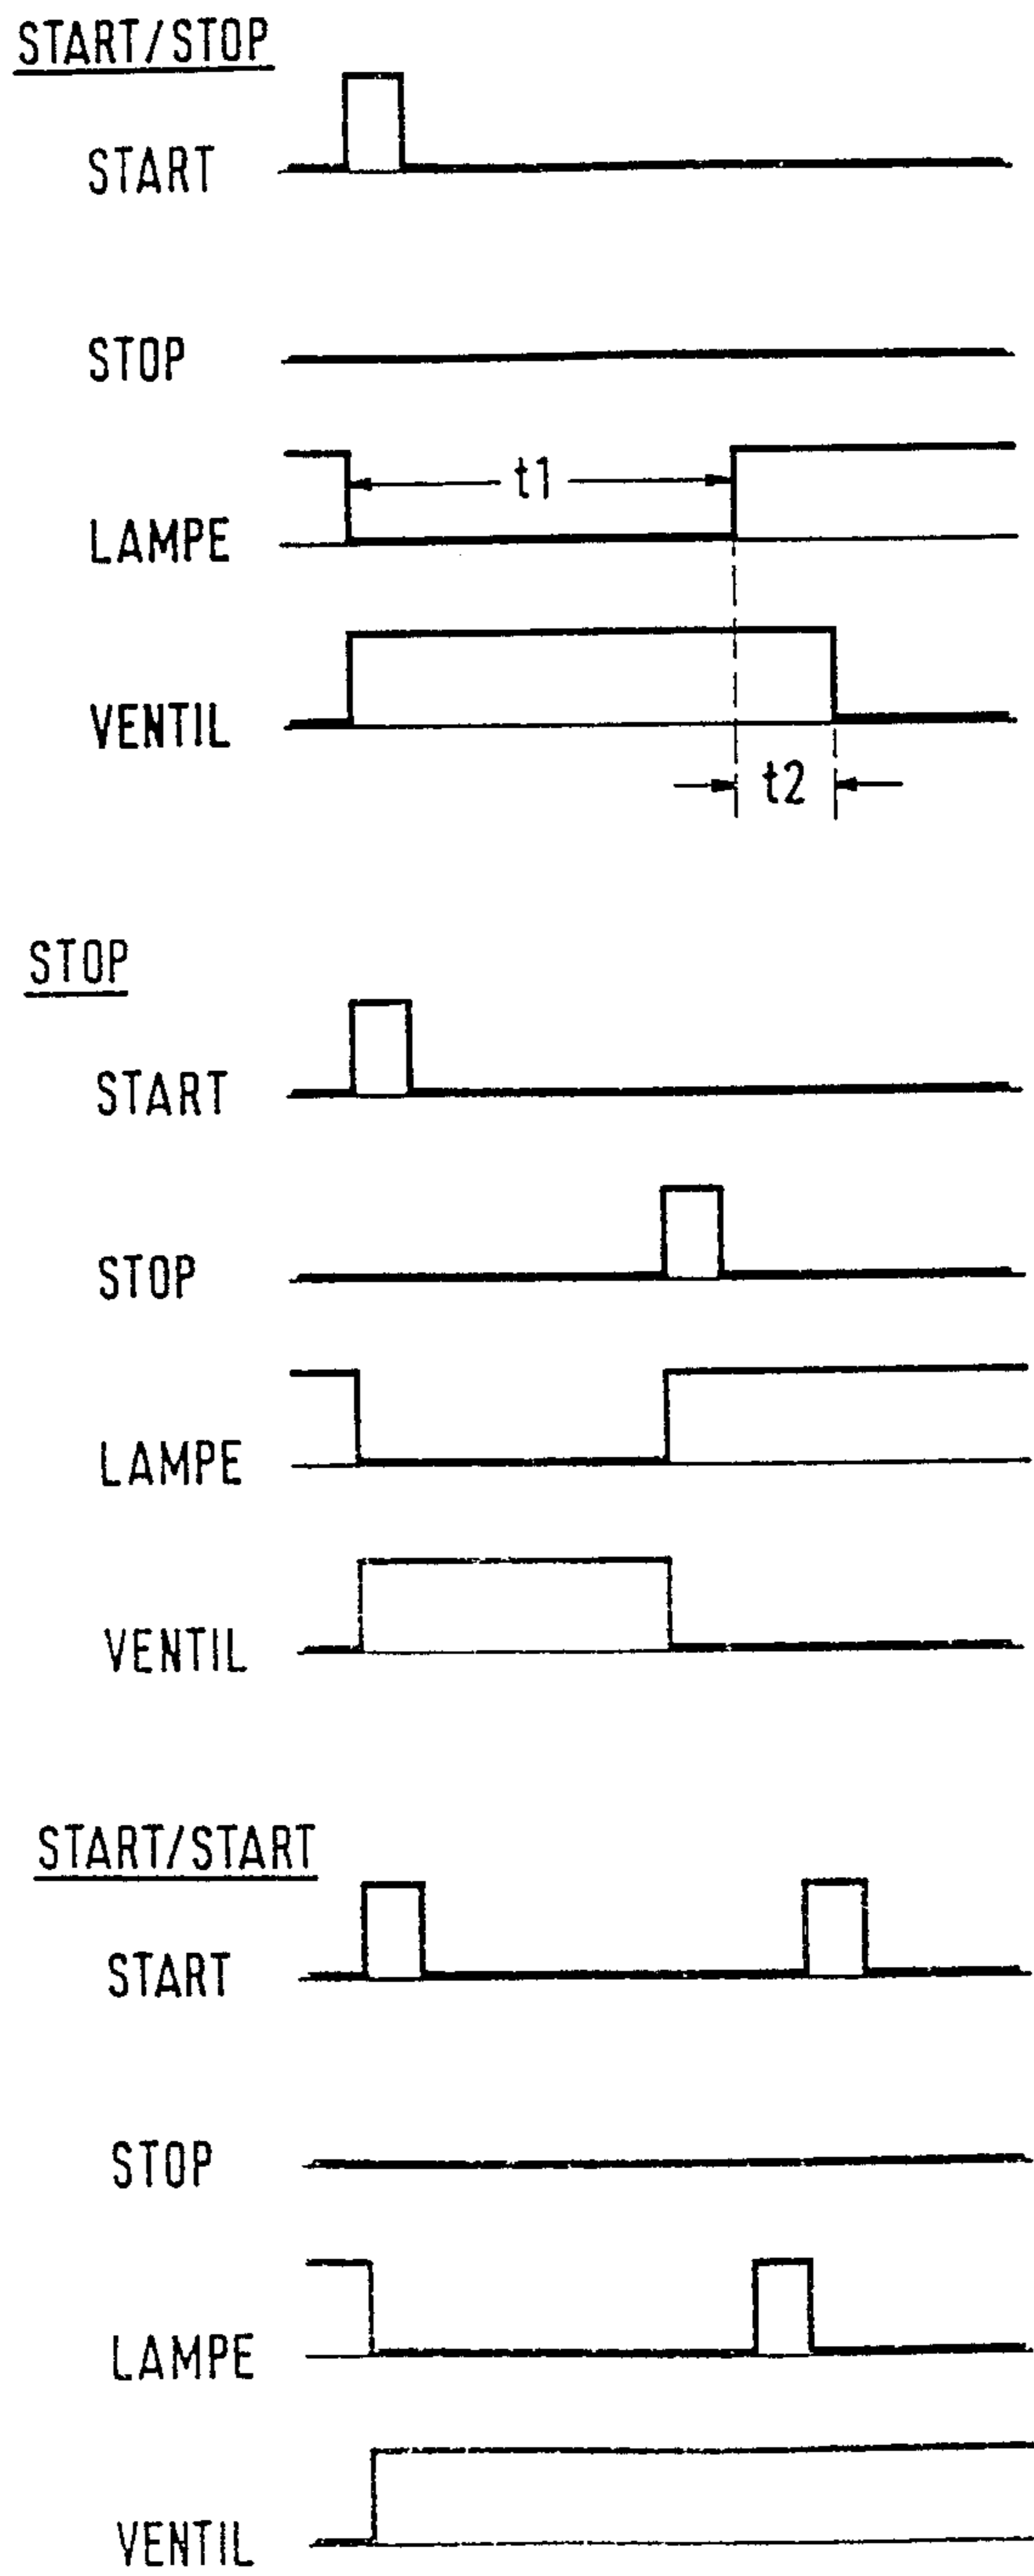 START/STOP
START
STOP
t1
LAMPE
VENTIL
t2
STOP
START
STOP
LAMPE
VENTIL
START/START
START
STOP
LAMPE
VENTIL